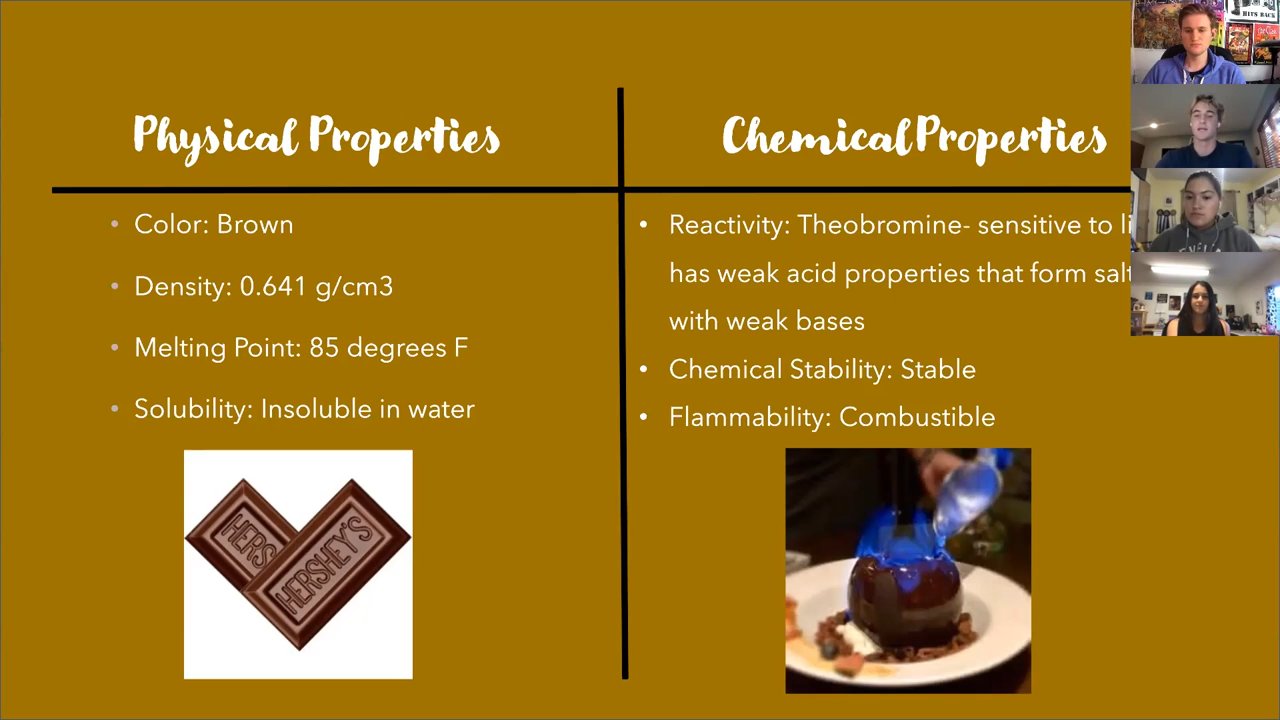 Physical Properties
Color: Brown
Density: 0.641 g/cm3
Melting Point: 85 degrees F
Solubility: Insoluble in water
HERS
HERSHEY'S
Chemical Properties
Reactivity: Theobromine- sensitive to
has weak acid properties that form
with weak bases
Chemical Stability: Stable
Flammability: Combustible
HITS BACK